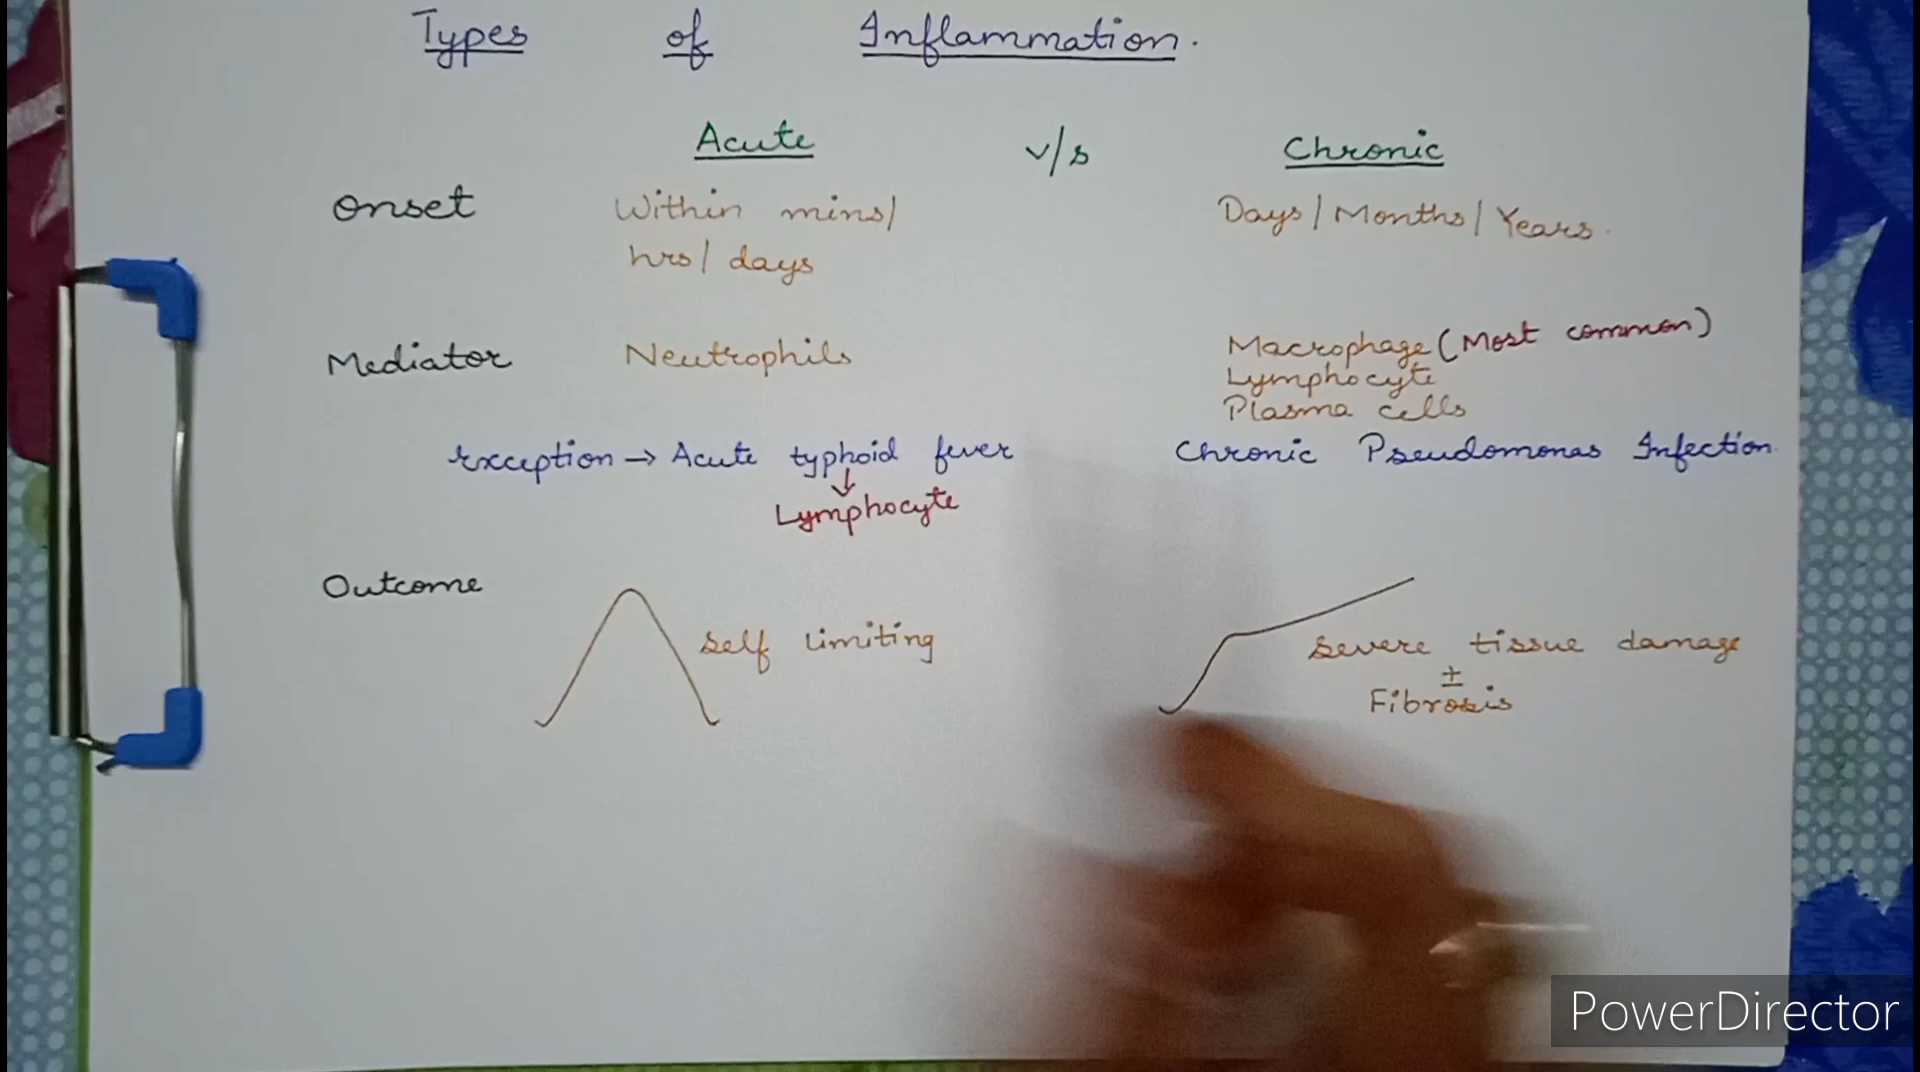 Types of Inflammation.
Acute v/s Chronic
Onset Within mins/ Days/Months/Years.
hrs/days
Mediator Neutrophils Macrophage (Most common)
Lymphocyte
Plasma cells
Exception → Acute typhoid fever Chronic Pseudomonas Infection
↓
Lymphocyte
Outcome self limiting severe tissue damage
±
Fibrosis
PowerDirector